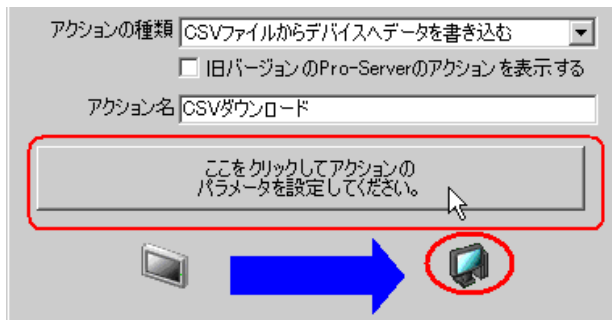 アクションの種類 CSVファイルからデバイスへデータを書き込む
旧バージョンのPro-Serverのアクションを表示する
アクション名 CSVダウンロード
ここをクリックしてアクションの
パラメータを設定してください。